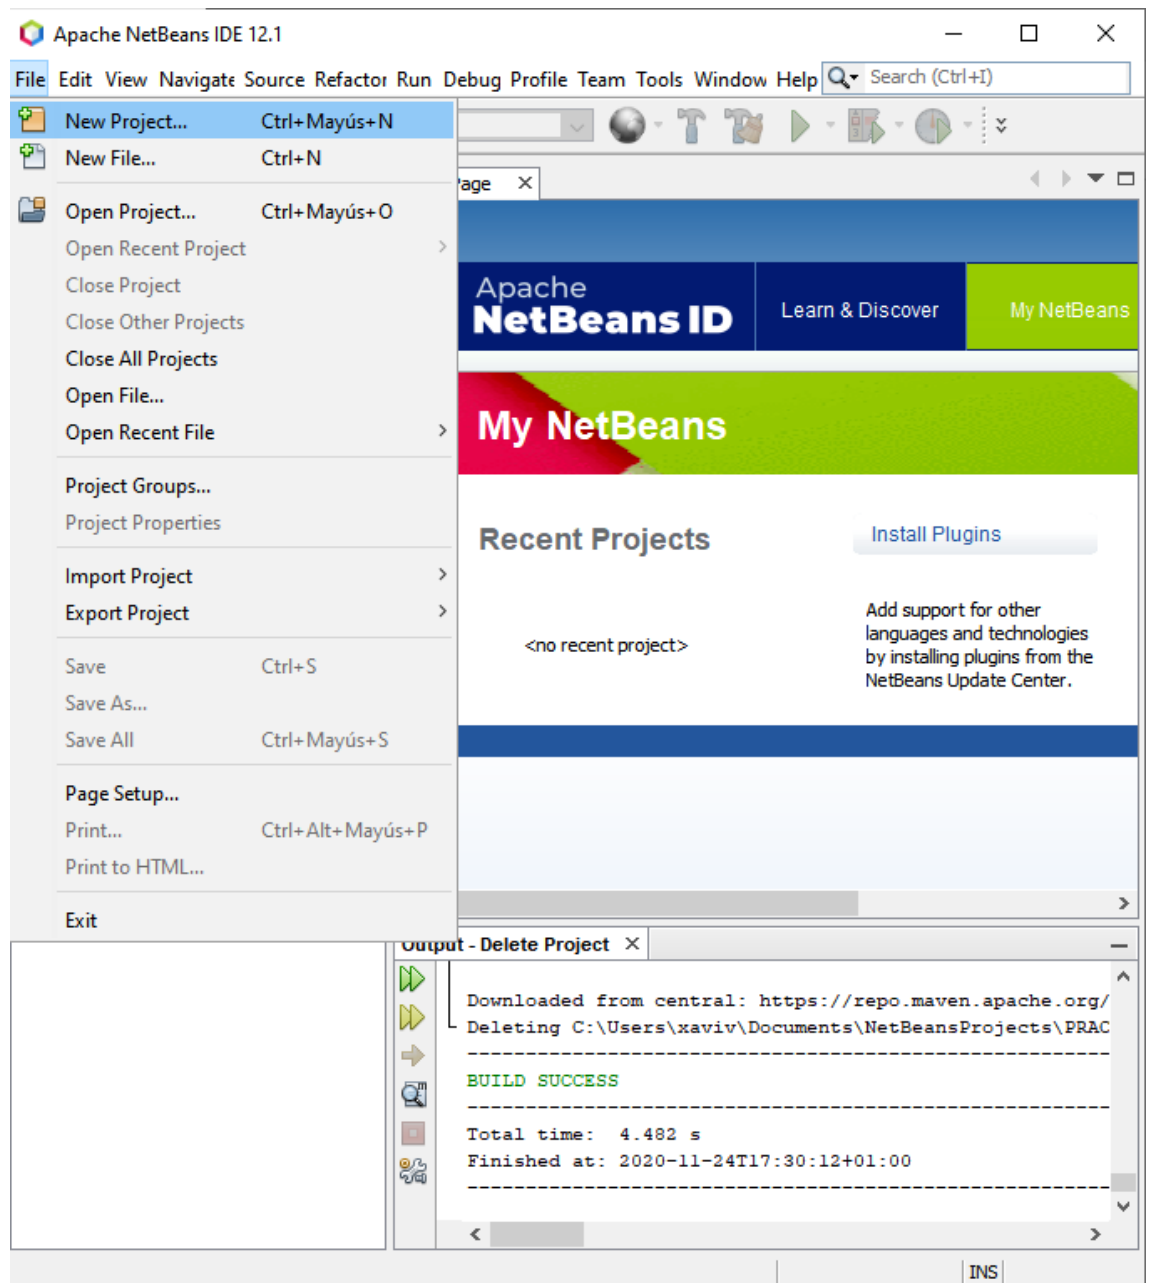 Apache NetBeans IDE 12.1
File Edit View Navigate Source Refactor Run Debug Profile Team Tools Window Help Search (Ctrl+I)
New Project... Ctrl+Mayús+N
New File... Ctrl+N
Open Project... Ctrl+Mayús+O
Open Recent Project
Close Project
Close Other Projects
Close All Projects
Open File...
Open Recent File
Project Groups...
Project Properties
Import Project
Export Project
Save Ctrl+S
Save As...
Save All Ctrl+Mayús+S
Page Setup...
Print... Ctrl+Alt+Mayús+P
Print to HTML...
Exit
age
Apache
NetBeans ID
Learn & Discover
My NetBeans
My NetBeans
Recent Projects
<no recent project>
Install Plugins
Add support for other
languages and technologies
by installing plugins from the
NetBeans Update Center.
Output - Delete Project
Downloaded from central: https://repo.maven.apache.org/
Deleting C:\Users\xaviv\Documents\NetBeansProjects\PRAC
------------------------------------------------------------
BUILD SUCCESS
------------------------------------------------------------
Total time: 4.482 s
Finished at: 2020-11-24T17:30:12+01:00
------------------------------------------------------------
INS